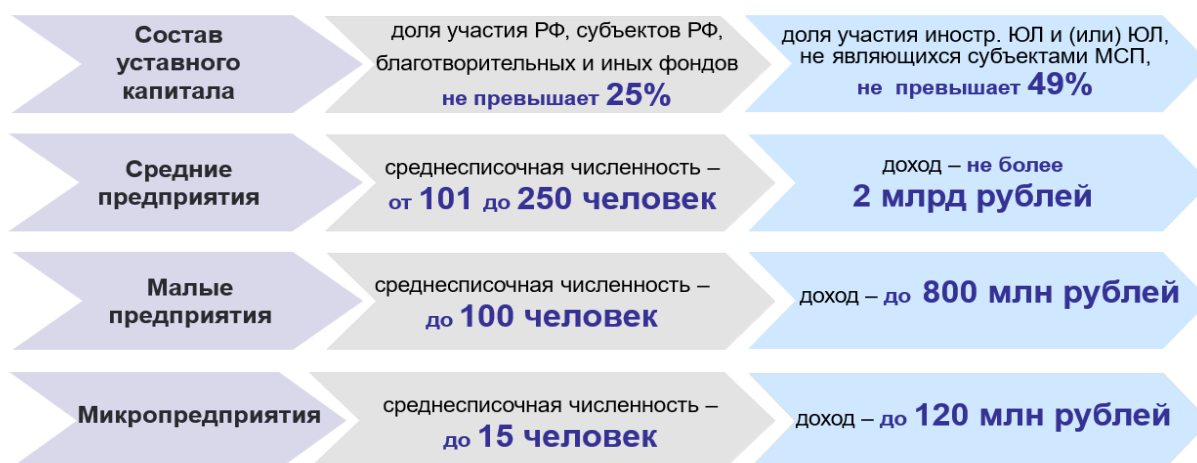 Состав
уставного
капитала
доля участия РФ, субъектов РФ,
благотворительных и иных фондов
не превышает 25%
доля участия иностр. ЮЛ и (или) ЮЛ,
не являющихся субъектами МСП,
не превышает 49%
Средние
предприятия
среднесписочная численность –
от 101 до 250 человек
доход – не более
2 млрд рублей
Малые
предприятия
среднесписочная численность –
до 100 человек
доход – до 800 млн рублей
Микропредприятия
среднесписочная численность –
до 15 человек
доход – до 120 млн рублей